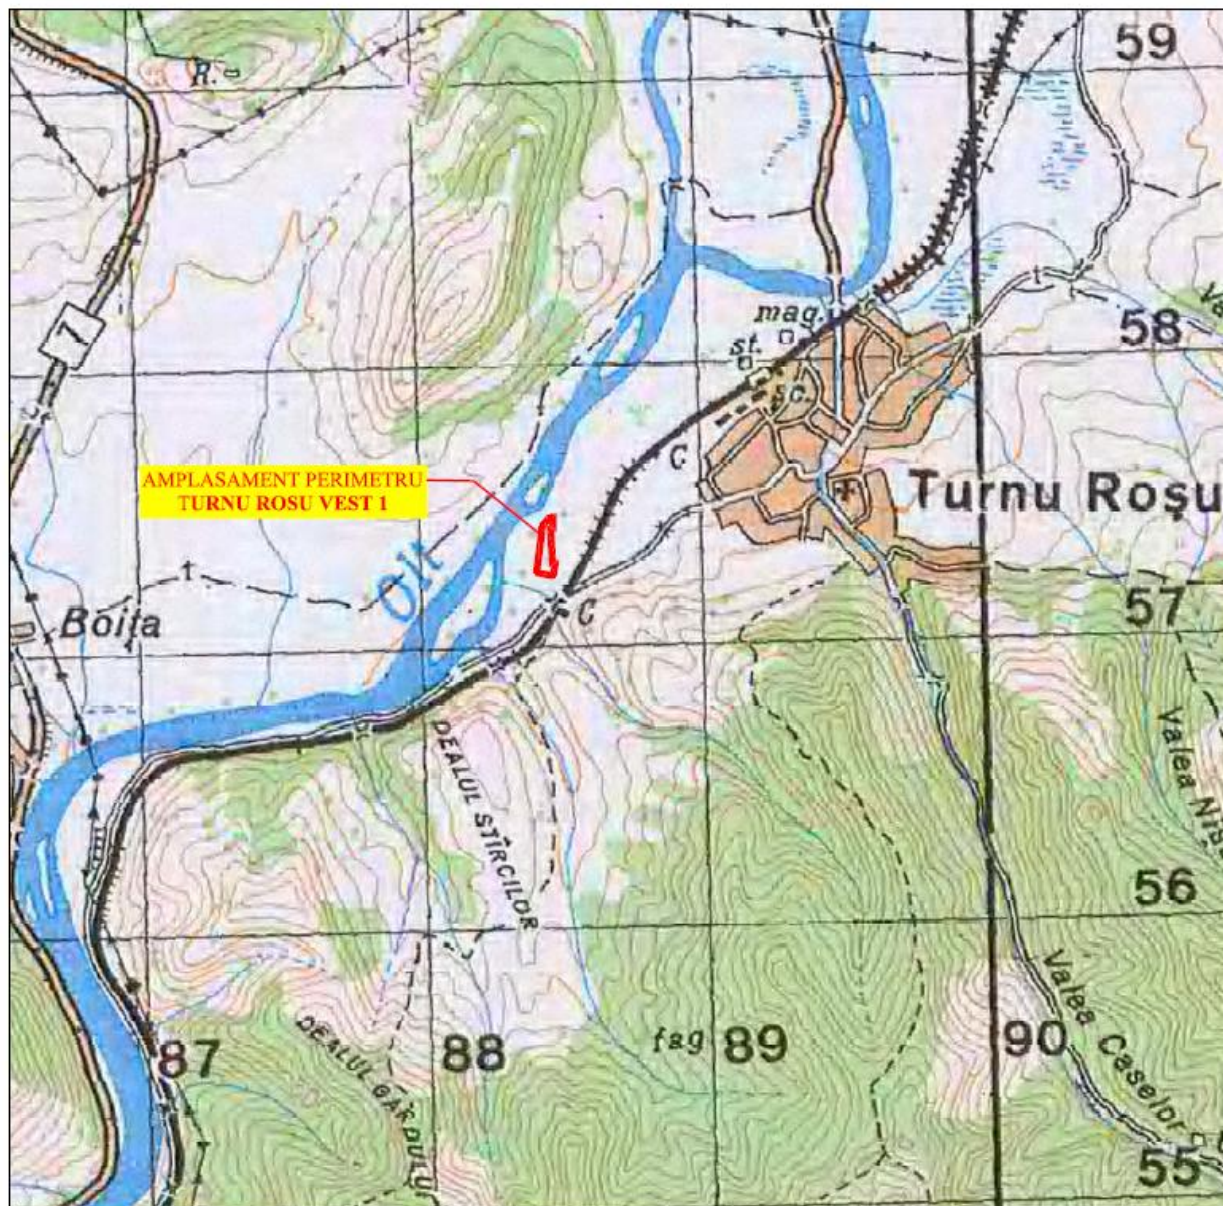 59
R.
7
mag.
58
st.
sc.
C
AMPLASAMENT PERIMETRU
TURNU ROSU VEST 1
Turnu Roşu
Olt
57
Boiţa
C
DEALUL STÎRCILOR
56
Valea Caselor
fag
87
88
89
90
DEALUL GÂRDULUI
55